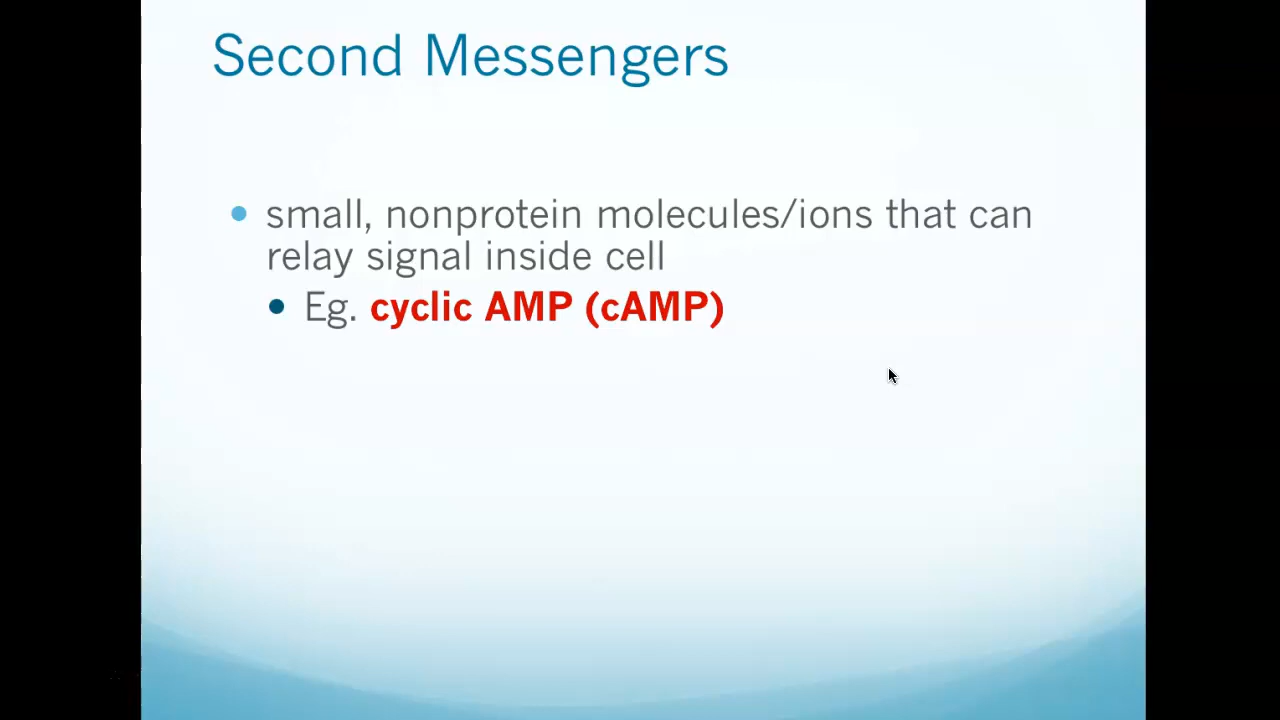 Second Messengers
• small, nonprotein molecules/ions that can
relay signal inside cell
• Eg. cyclic AMP (cAMP)